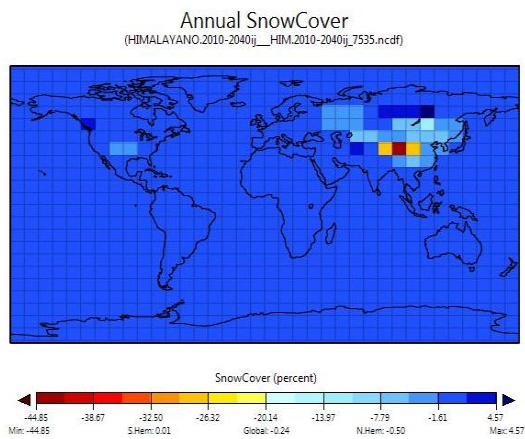 Annual SnowCover
(HIMALAYANO.2010-2040ij__HIM.2010-2040ij_7535.ncdf)
SnowCover (percent)
-44.85 -38.67 -32.50 -26.32 -20.14 -13.97 -7.79 -1.61 4.57
Min: -44.85 S.Hem: 0.01 Global: -0.24 N.Hem: -0.50 Max: 4.57